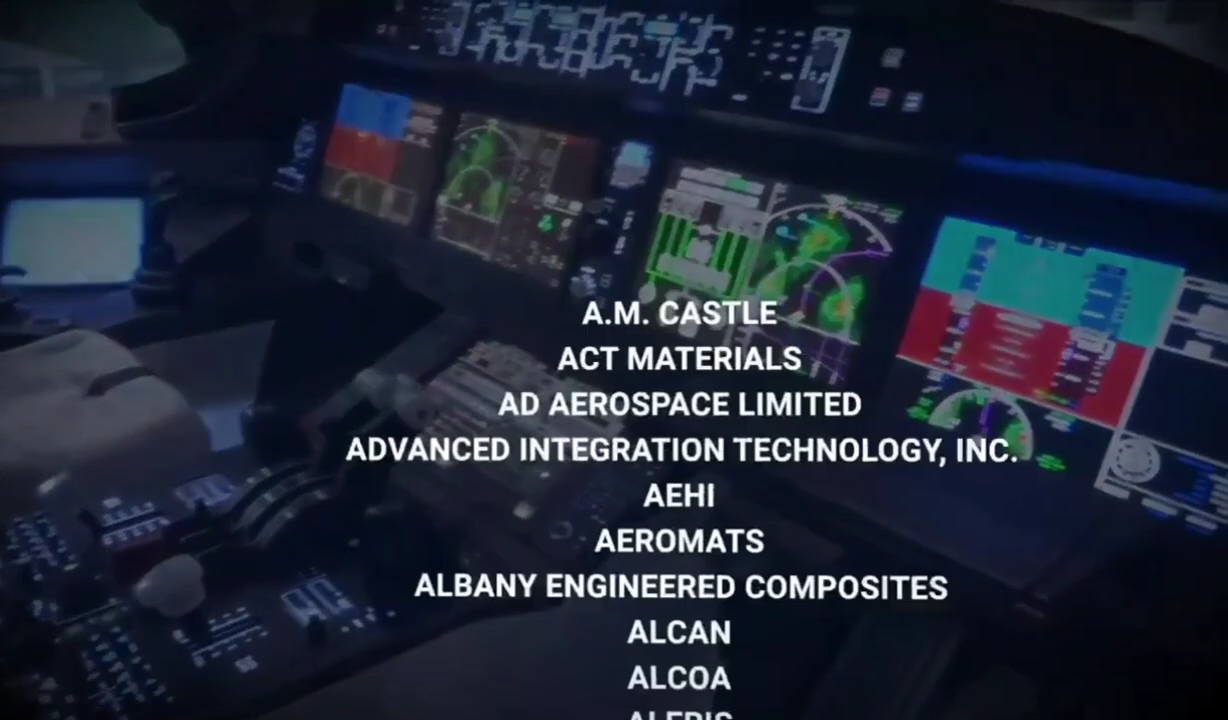 A.M. CASTLE
ACT MATERIALS
AD AEROSPACE LIMITED
ADVANCED INTEGRATION TECHNOLOGY, INC.
AEHI
AEROMATS
ALBANY ENGINEERED COMPOSITES
ALCAN
ALCOA